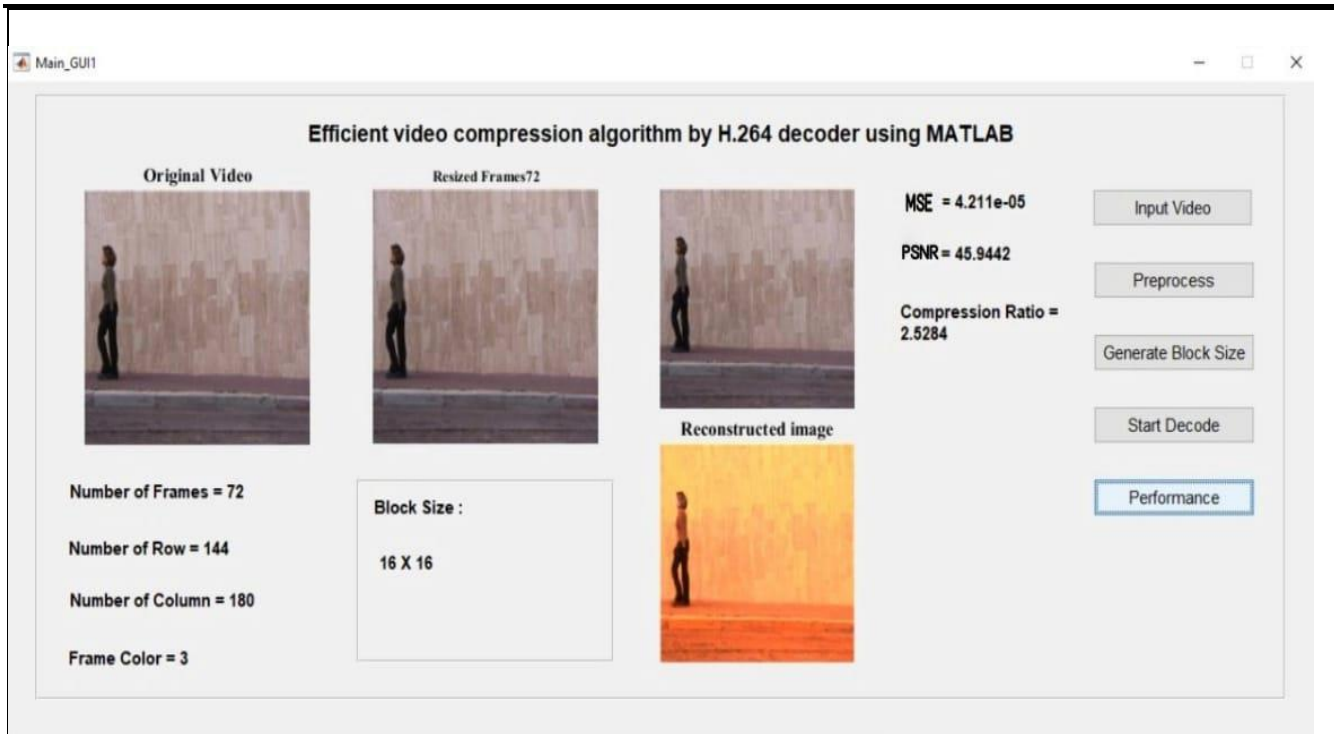 Main_GUI1
Efficient video compression algorithm by H.264 decoder using MATLAB
Original Video
Resized Frames72
MSE = 4.211e-05
PSNR = 45.9442
Compression Ratio =
2.5284
Input Video
Preprocess
Generate Block Size
Start Decode
Performance
Reconstructed image
Number of Frames = 72
Number of Row = 144
Number of Column = 180
Frame Color = 3
Block Size :
16 X 16